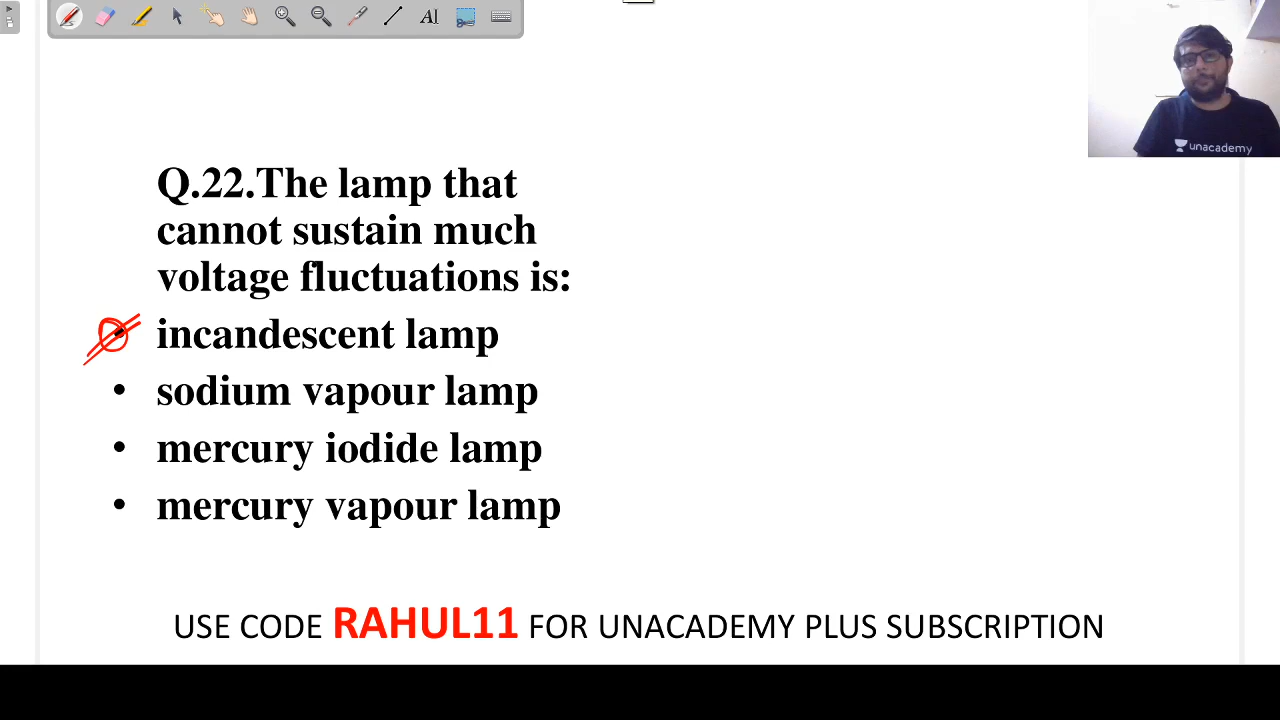 AI
unacademy
Q.22.The lamp that
cannot sustain much
voltage fluctuations is:
incandescent lamp
• sodium vapour lamp
• mercury iodide lamp
• mercury vapour lamp
USE CODE RAHUL11 FOR UNACADEMY PLUS SUBSCRIPTION